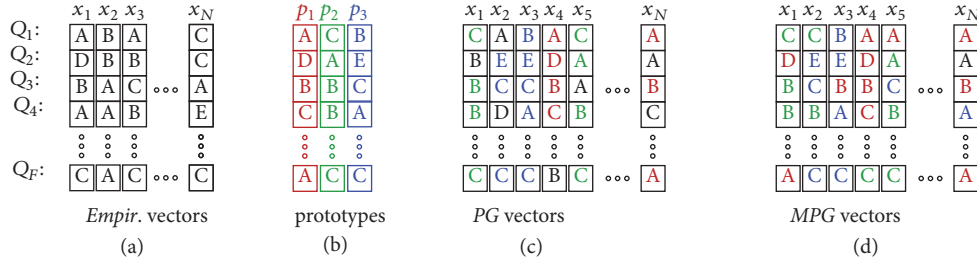 x1 x2 x3 xN p1 p2 p3 x1 x2 x3 x4 x5 xN x1 x2 x3 x4 x5 xN
Q1: A B A C A C B C A B A C A C C B A A A
Q2: D B B C D A E B E E D A A D E E D A A
Q3: B A C ∘∘∘ A B B C B C C B A ∘∘∘ B B C B B C ∘∘∘ B
Q4: A A B E C B A B D A C B C B B A C B A
QF: C A C ∘∘∘ C A C C C C C B C ∘∘∘ A A C C C C ∘∘∘ A
Empir. vectors prototypes PG vectors MPG vectors
(a) (b) (c) (d)